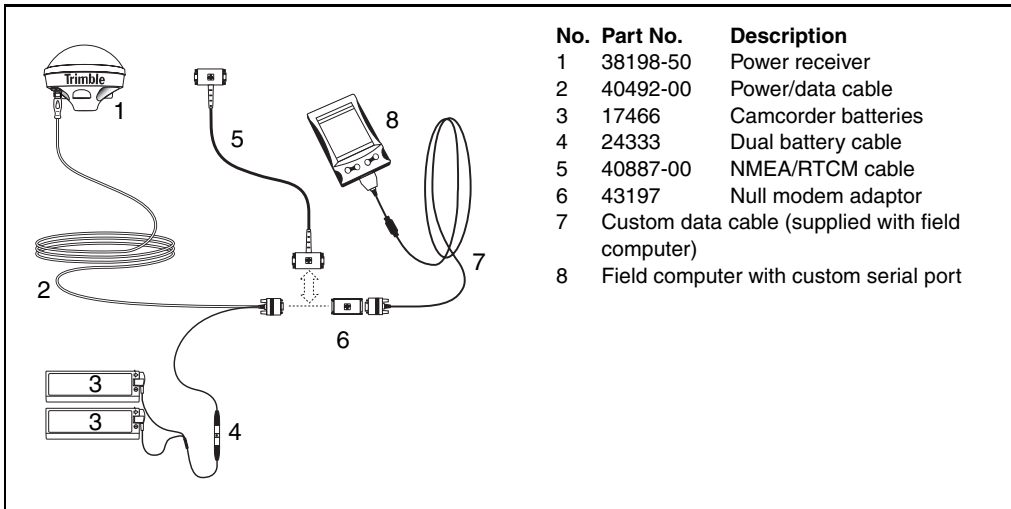 Trimble
1
2
3
3
4
5
6
7
8
No. Part No. Description
1 38198-50 Power receiver
2 40492-00 Power/data cable
3 17466 Camcorder batteries
4 24333 Dual battery cable
5 40887-00 NMEA/RTCM cable
6 43197 Null modem adaptor
7 Custom data cable (supplied with field
computer)
8 Field computer with custom serial port